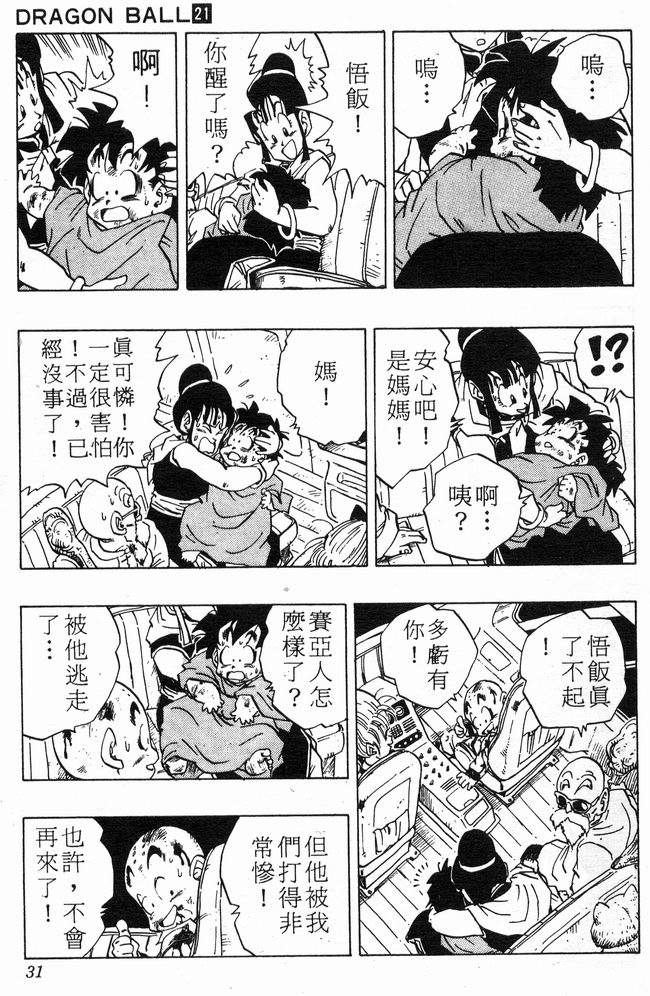 DRAGON BALL 21
嗚…
嗚…
悟飯！
你醒了嗎？
啊！
!?
安心吧！
是媽媽！
啊…
咦？
媽！
眞可憐！你
一定很害怕
！不過，已
經沒事了！
悟飯眞
了不起
！
多虧有
你！
賽亞人怎
麼樣了？
被他逃走
了…
但他被我
們打得非
常慘！
也許，不會
再來了！
31